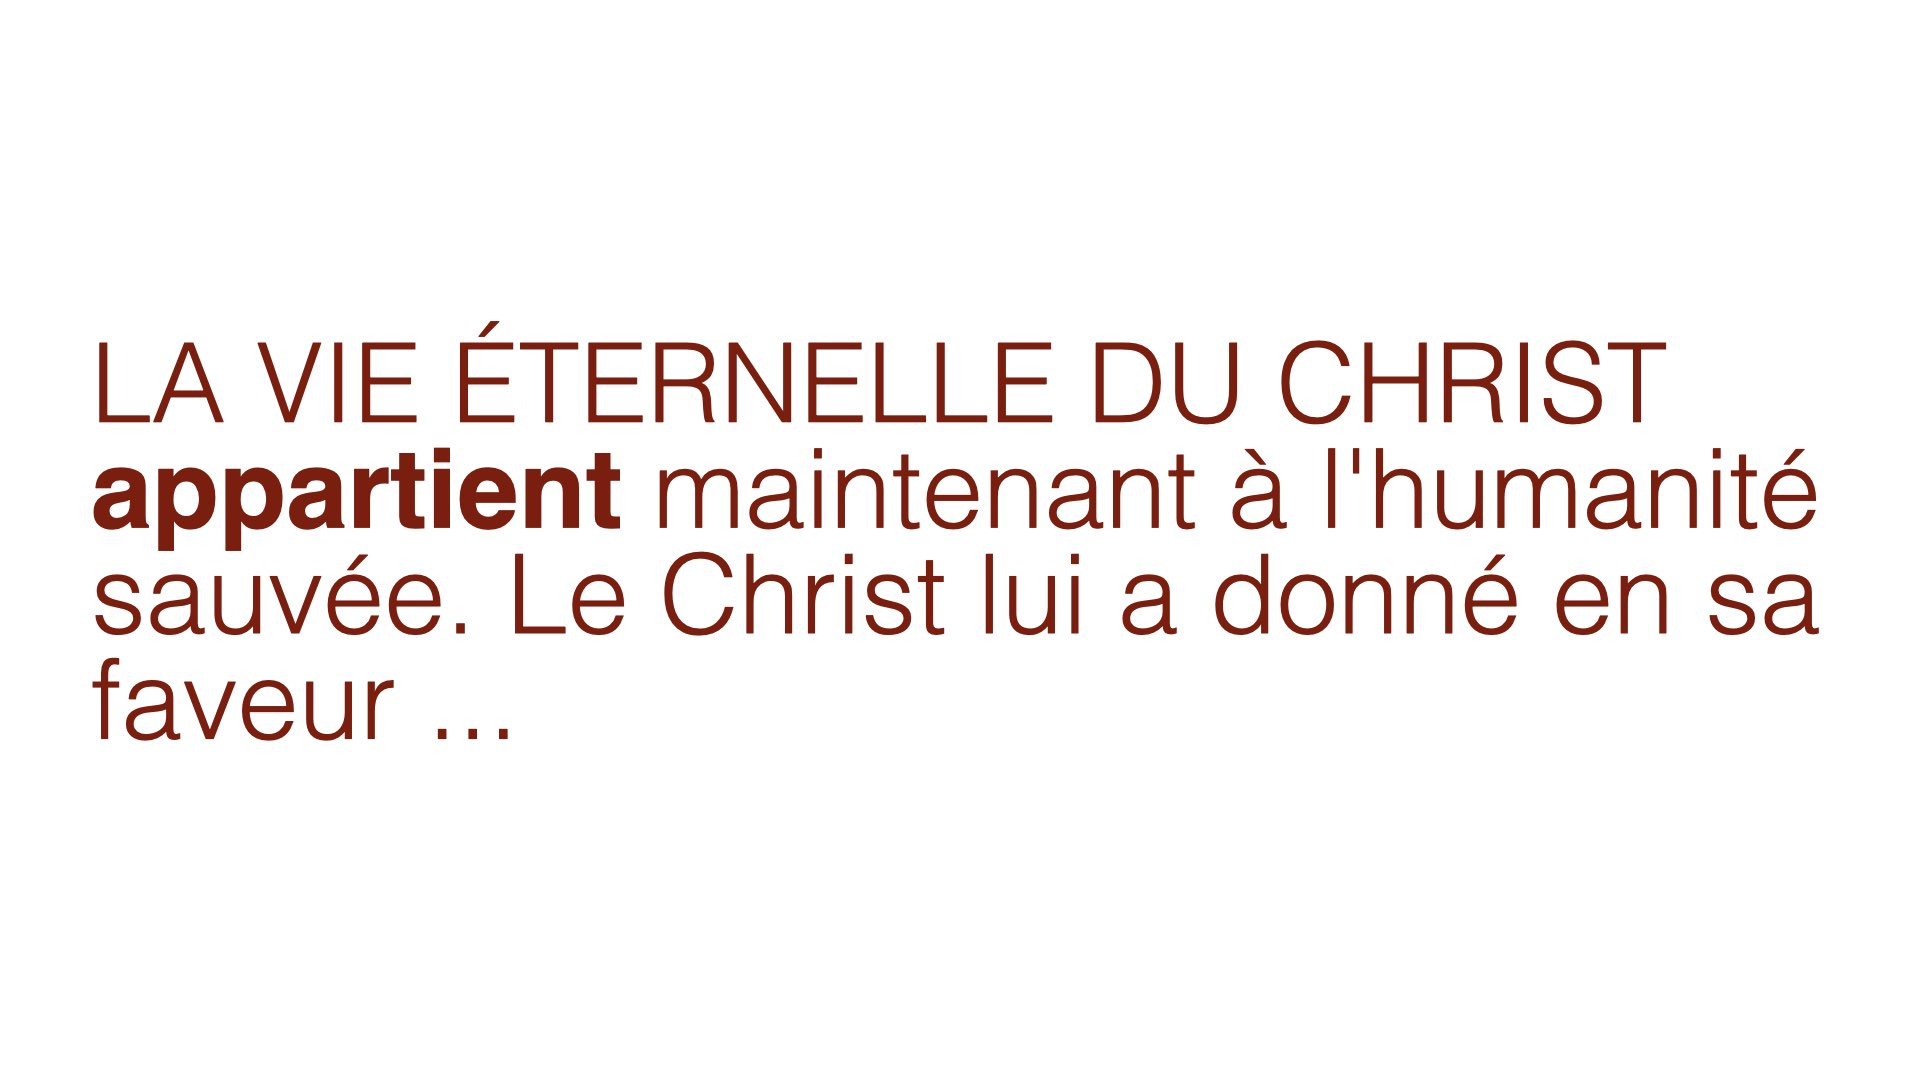 LA VIE ÉTERNELLE DU CHRIST
appartient maintenant à l'humanité
sauvée. Le Christ lui a donné en sa
faveur ...